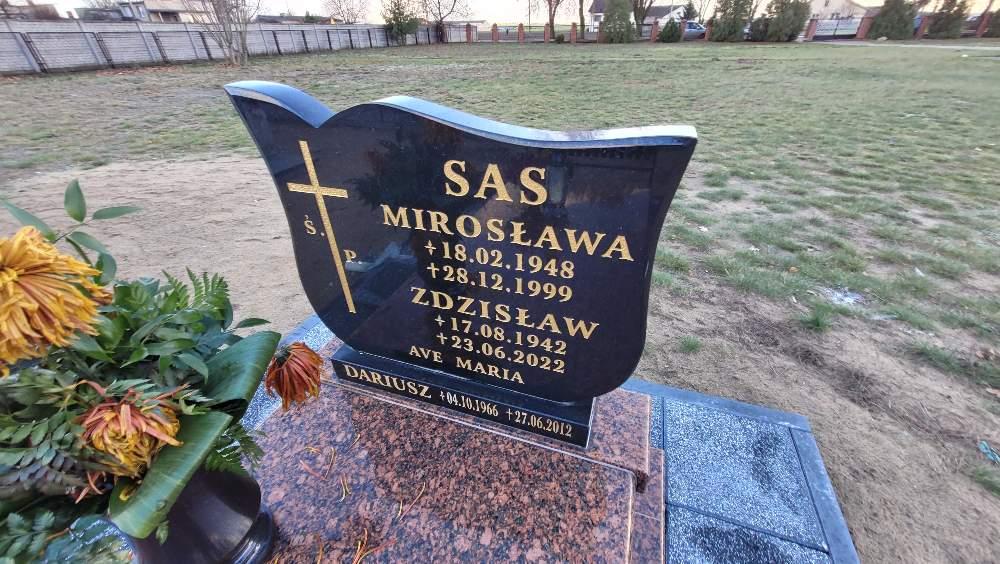 Ś. P.
SAS
MIROSŁAWA
+18.02.1948
+28.12.1999
ZDZISŁAW
+17.08.1942
+23.06.2022
AVE MARIA
DARIUSZ +04.10.1966 +27.06.2012